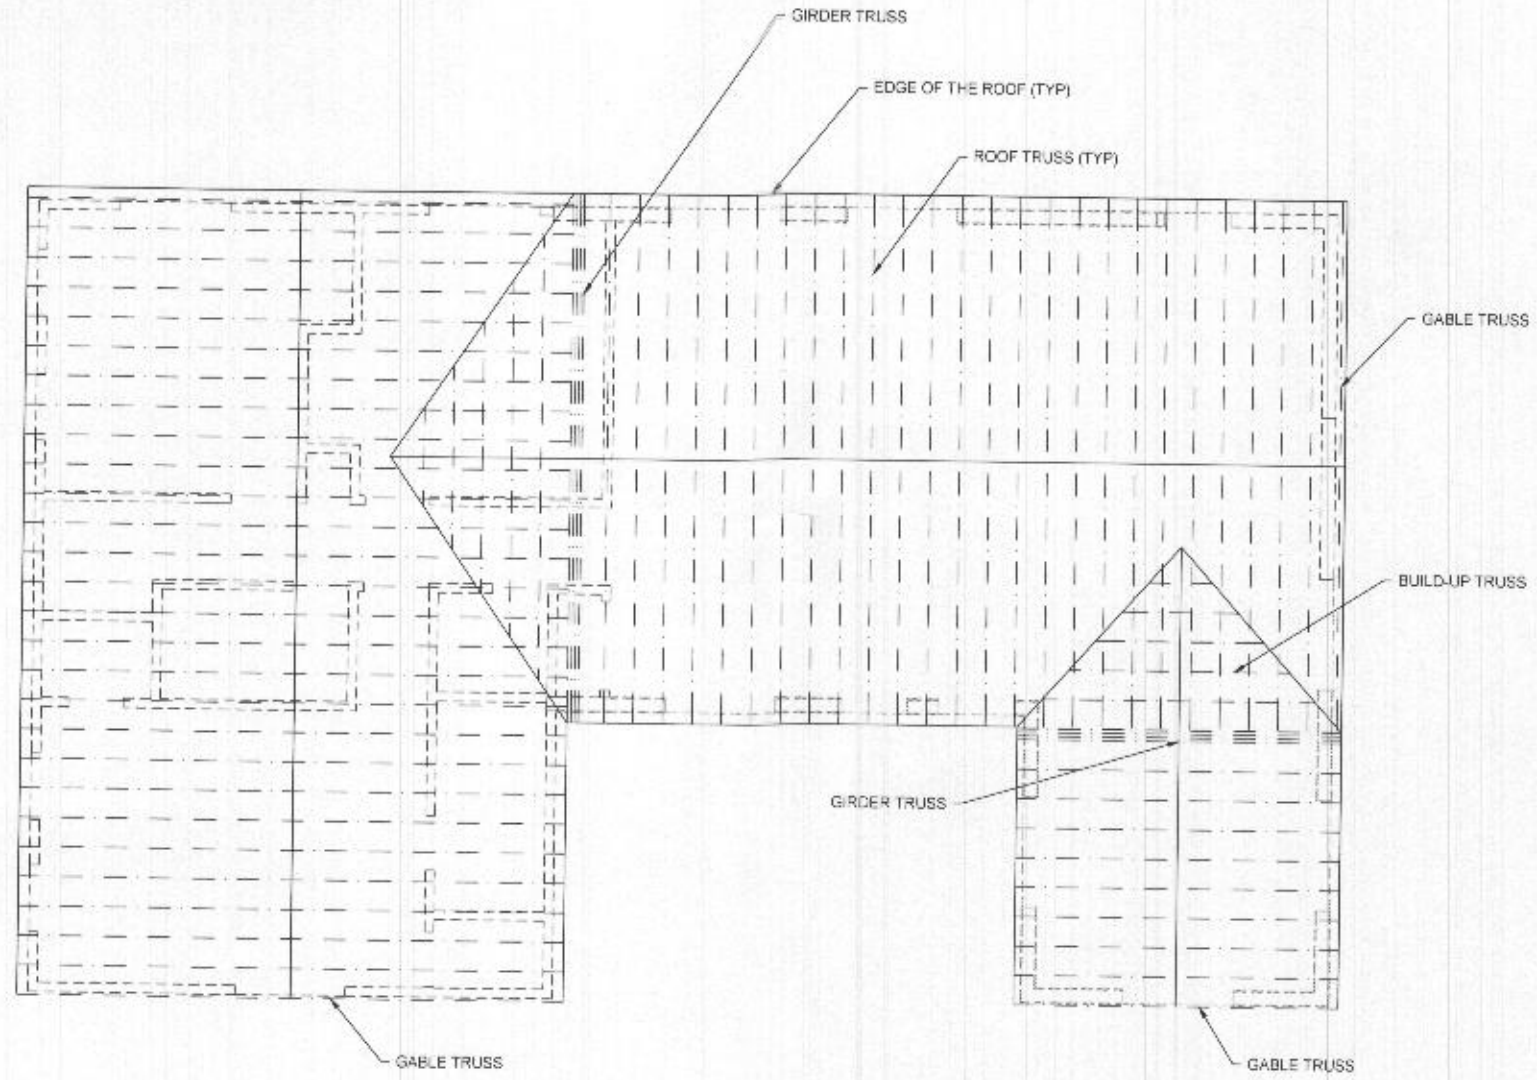 GIRDER TRUSS
EDGE OF THE ROOF (TYP)
ROOF TRUSS (TYP)
GABLE TRUSS
BUILD-UP TRUSS
GIRDER TRUSS
GABLE TRUSS
GABLE TRUSS